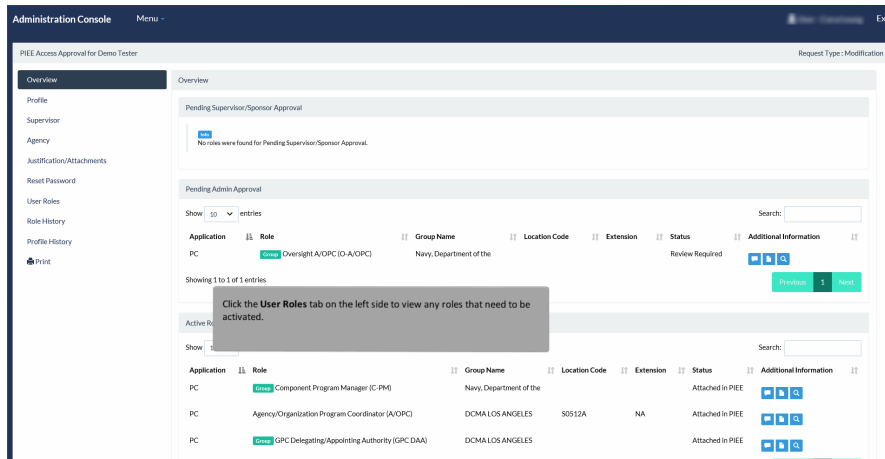 Administration Console Menu
Ex
PIEE Access Approval for Demo Tester
Request Type : Modification
Overview
Profile
Supervisor
Agency
Justification/Attachments
Reset Password
User Roles
Role History
Profile History
Print
Overview
Pending Supervisor/Sponsor Approval
Info
No roles were found for Pending Supervisor/Sponsor Approval.
Pending Admin Approval
Show 10 entries
Search:
Application Role Group Name Location Code Extension Status Additional Information
PC Group Oversight A/OPC (O-A/OPC) Navy, Department of the Review Required
Showing 1 to 1 of 1 entries
Previous 1 Next
Click the User Roles tab on the left side to view any roles that need to be
activated.
Active Ro
Show 1
Search:
Application Role Group Name Location Code Extension Status Additional Information
PC Group Component Program Manager (C-PM) Navy, Department of the Attached in PIEE
PC Agency/Organization Program Coordinator (A/OPC) DCMA LOS ANGELES S0512A NA Attached in PIEE
PC Group GPC Delegating/Appointing Authority (GPC DAA) DCMA LOS ANGELES Attached in PIEE